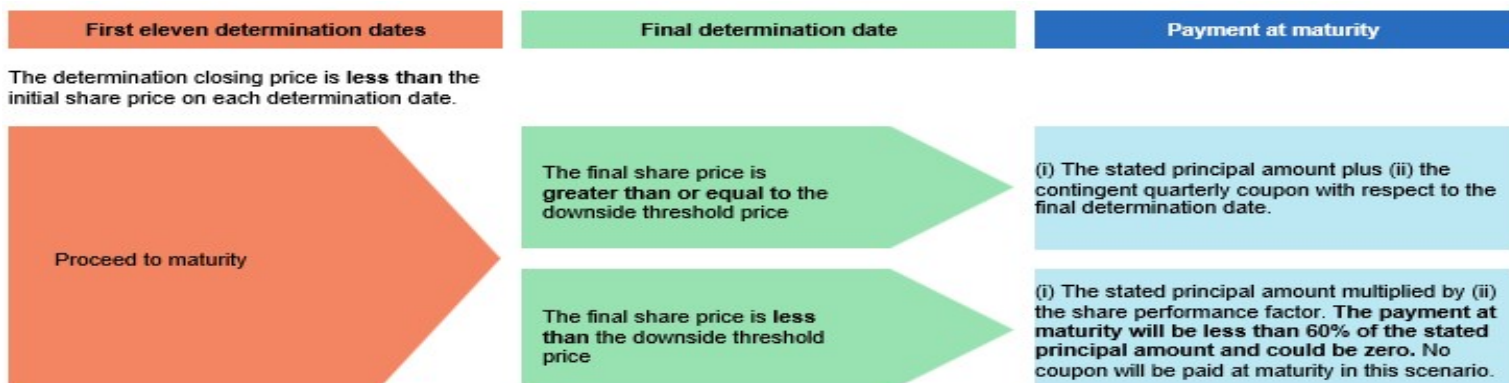 First eleven determination dates
Final determination date
Payment at maturity
The determination closing price is less than the
initial share price on each determination date.
Proceed to maturity
The final share price is
greater than or equal to the
downside threshold price
(i) The stated principal amount plus (ii) the
contingent quarterly coupon with respect to the
final determination date.
The final share price is less
than the downside threshold
price
(i) The stated principal amount multiplied by (ii)
the share performance factor. The payment at
maturity will be less than 60% of the stated
principal amount and could be zero. No
coupon will be paid at maturity in this scenario.